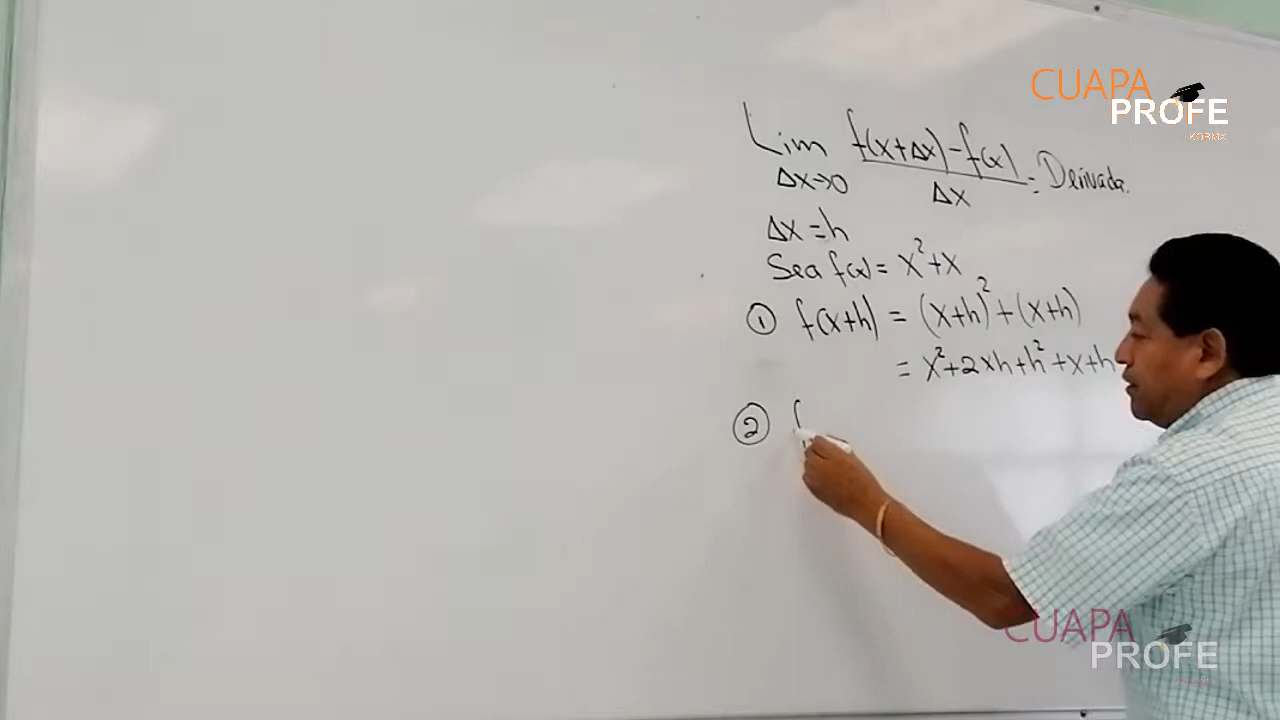 CUAPA
PROFE
Lim f(x+Δx)-f(x) = Derivada.
Δx→0 Δx
Δx = h
Sea f(x) = x²+x
① f(x+h) = (x+h)² + (x+h)
= x²+2xh+h²+x+h
② f
CUAPA
PROFE